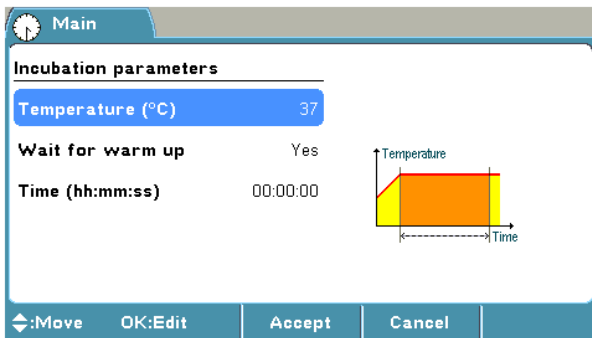 Main
Incubation parameters
Temperature (°C) 37
Wait for warm up Yes
Time (hh:mm:ss) 00:00:00
Temperature
Time
:Move OK:Edit Accept Cancel